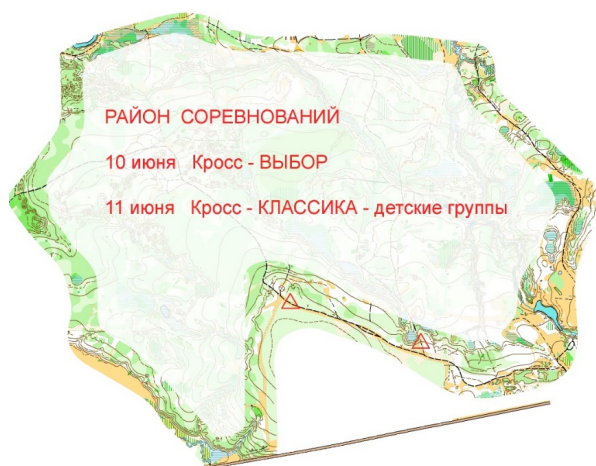 РАЙОН СОРЕВНОВАНИЙ
10 июня Кросс - ВЫБОР
11 июня Кросс - КЛАССИКА - детские группы